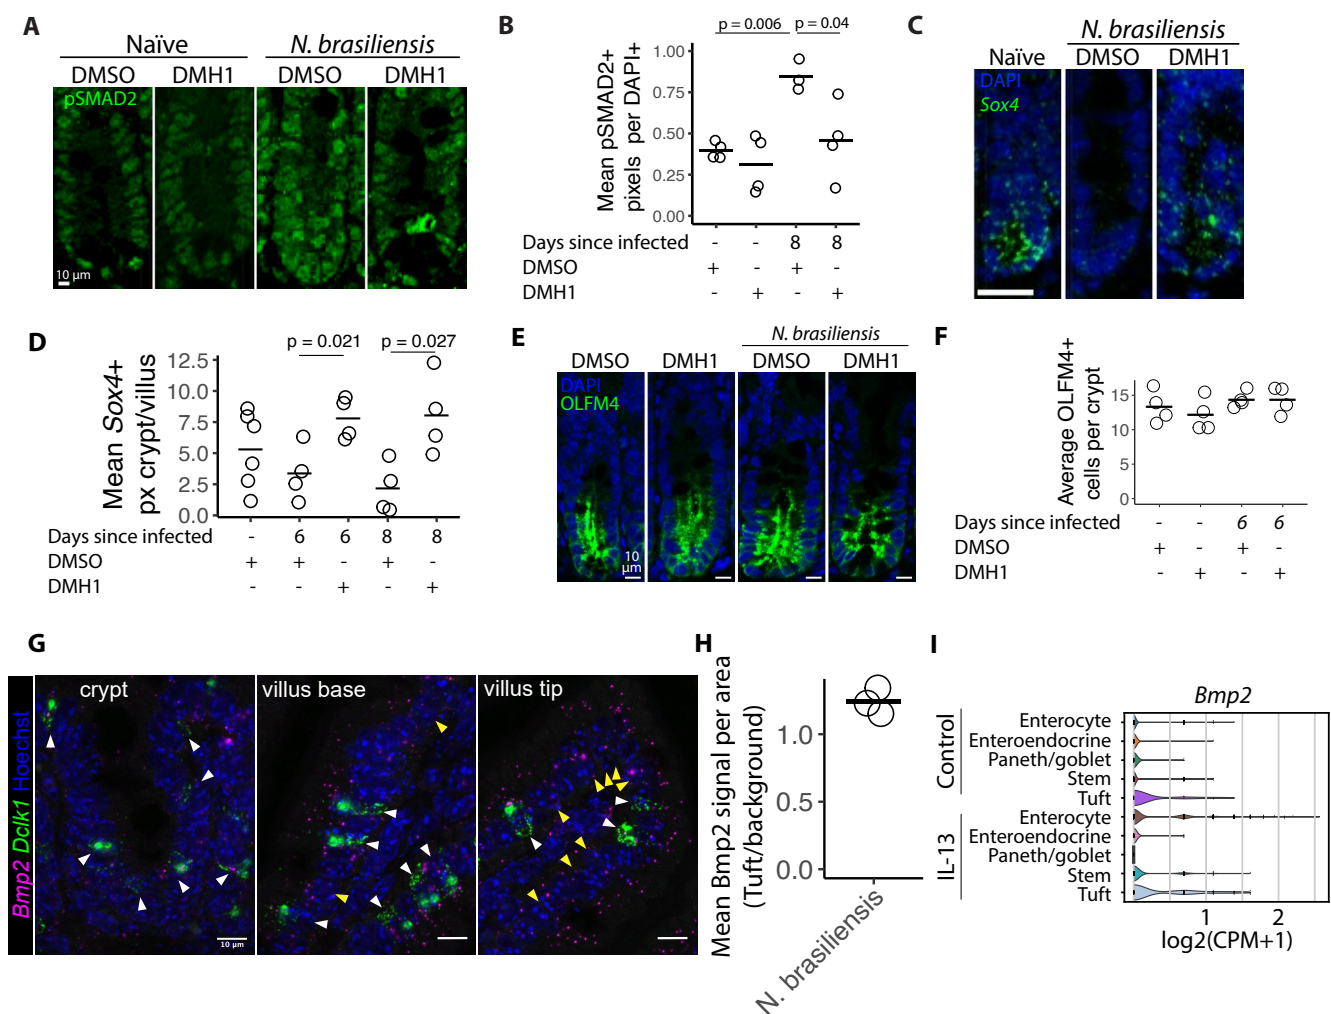 A
Naïve
N. brasiliensis
DMSO
DMH1
DMSO
DMH1
pSMAD2
10 µm
B
p = 0.006
p = 0.04
Mean pSMAD2+
pixels per DAPI+
1.00
0.75
0.50
0.25
0.00
Days since infected - - 8 8
DMSO + - + -
DMH1 - + - +
C
N. brasiliensis
Naïve
DMSO
DMH1
DAPI
Sox4
D
p = 0.021
p = 0.027
Mean Sox4+
px crypt/villus
12.5
10.0
7.5
5.0
2.5
0.0
Days since infected - 6 6 8 8
DMSO + + - + -
DMH1 - - + - +
E
N. brasiliensis
DMSO
DMH1
DMSO
DMH1
DAPI
OLFM4
10
µm
F
Average OLFM4+
cells per crypt
15
10
5
0
Days since infected - - 6 6
DMSO + - + -
DMH1 - + - +
G
Bmp2 Dclk1 Hoechst
crypt
villus base
villus tip
10 µm
H
Mean Bmp2 signal per area
(Tuft/background)
1.0
0.5
0.0
N. brasiliensis
I
Bmp2
Control
Enterocyte
Enteroendocrine
Paneth/goblet
Stem
Tuft
IL-13
Enterocyte
Enteroendocrine
Paneth/goblet
Stem
Tuft
1 2
log2(CPM+1)